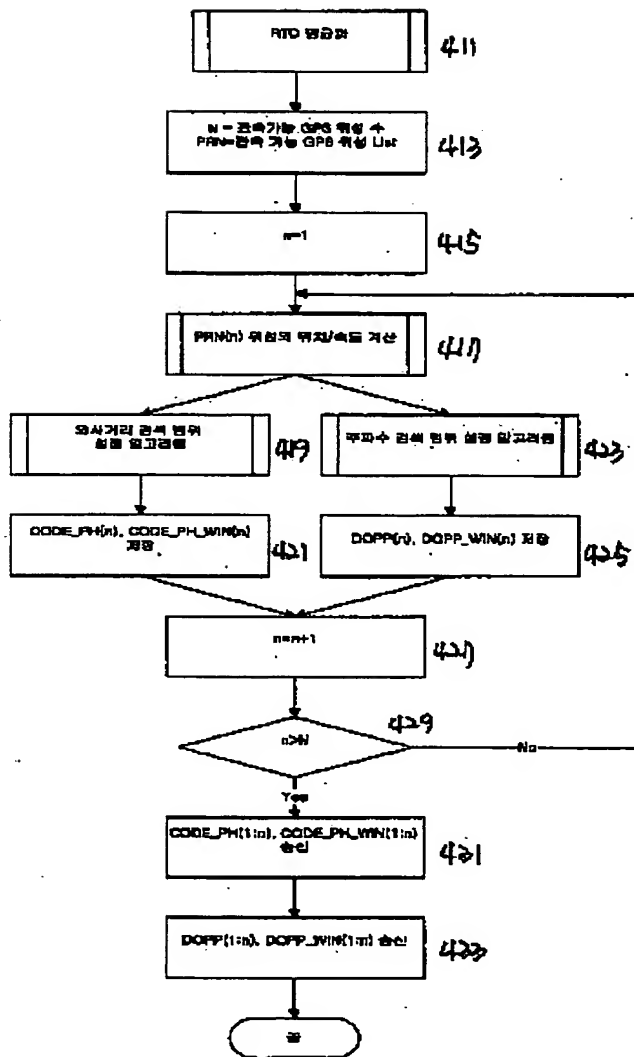 RTD 평균화
411
N = 관측가능 GPS 위성 수
PRN=관측 가능 GPS 위성 List
413
n=1
415
PRN(n) 위성의 위치/속도 계산
417
의사거리 검색 범위
설정 알고리즘
419
주파수 검색 범위 설정 알고리즘
423
CODE_PH(n), CODE_PH_WIN(n)
저장
421
DOPP(n), DOPP_WIN(n) 저장
425
n=n+1
427
n>N
429
No
Yes
CODE_PH(1:n), CODE_PH_WIN(1:n)
송신
431
DOPP(1:n), DOPP_WIN(1:n) 송신
433
끝